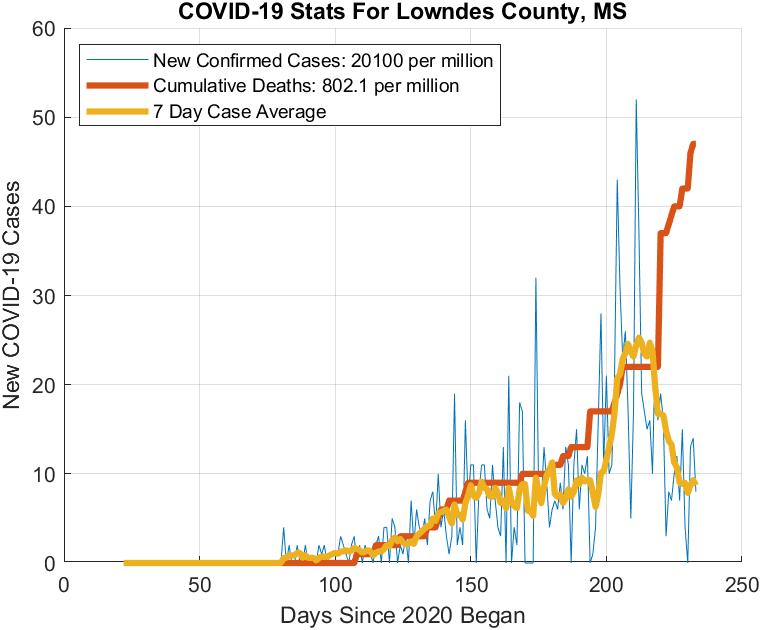 COVID-19 Stats For Lowndes County, MS
New Confirmed Cases: 20100 per million
Cumulative Deaths: 802.1 per million
7 Day Case Average
New COVID-19 Cases
60
50
40
30
20
10
0
0 50 100 150 200 250
Days Since 2020 Began